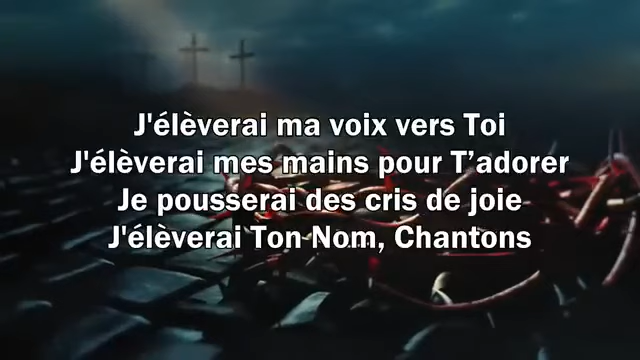 J'élèverai ma voix vers Toi
J'élèverai mes mains pour T’adorer
Je pousserai des cris de joie
J'élèverai Ton Nom, Chantons